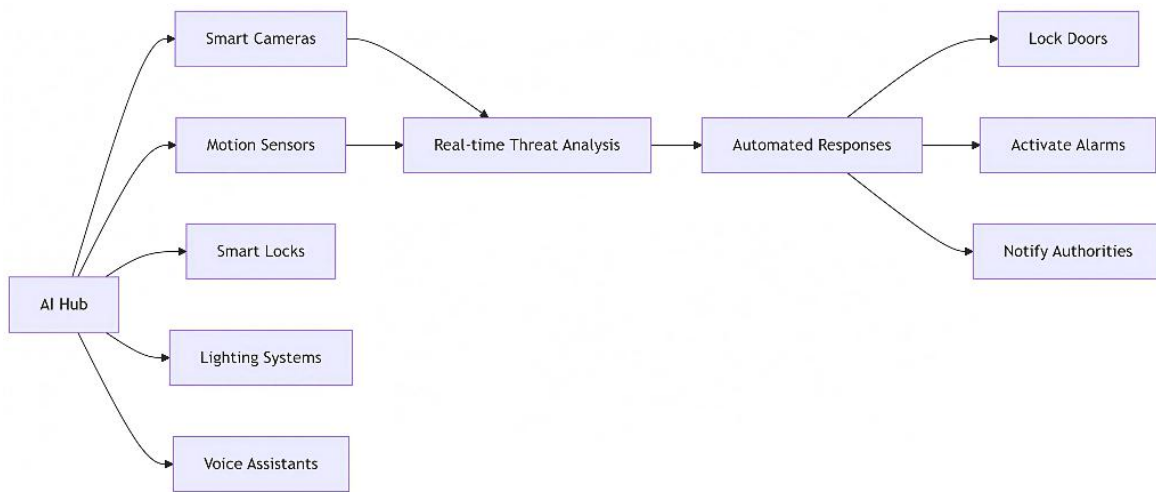 Smart Cameras
Lock Doors
Motion Sensors
Real-time Threat Analysis
Automated Responses
Activate Alarms
Smart Locks
Notify Authorities
AI Hub
Lighting Systems
Voice Assistants